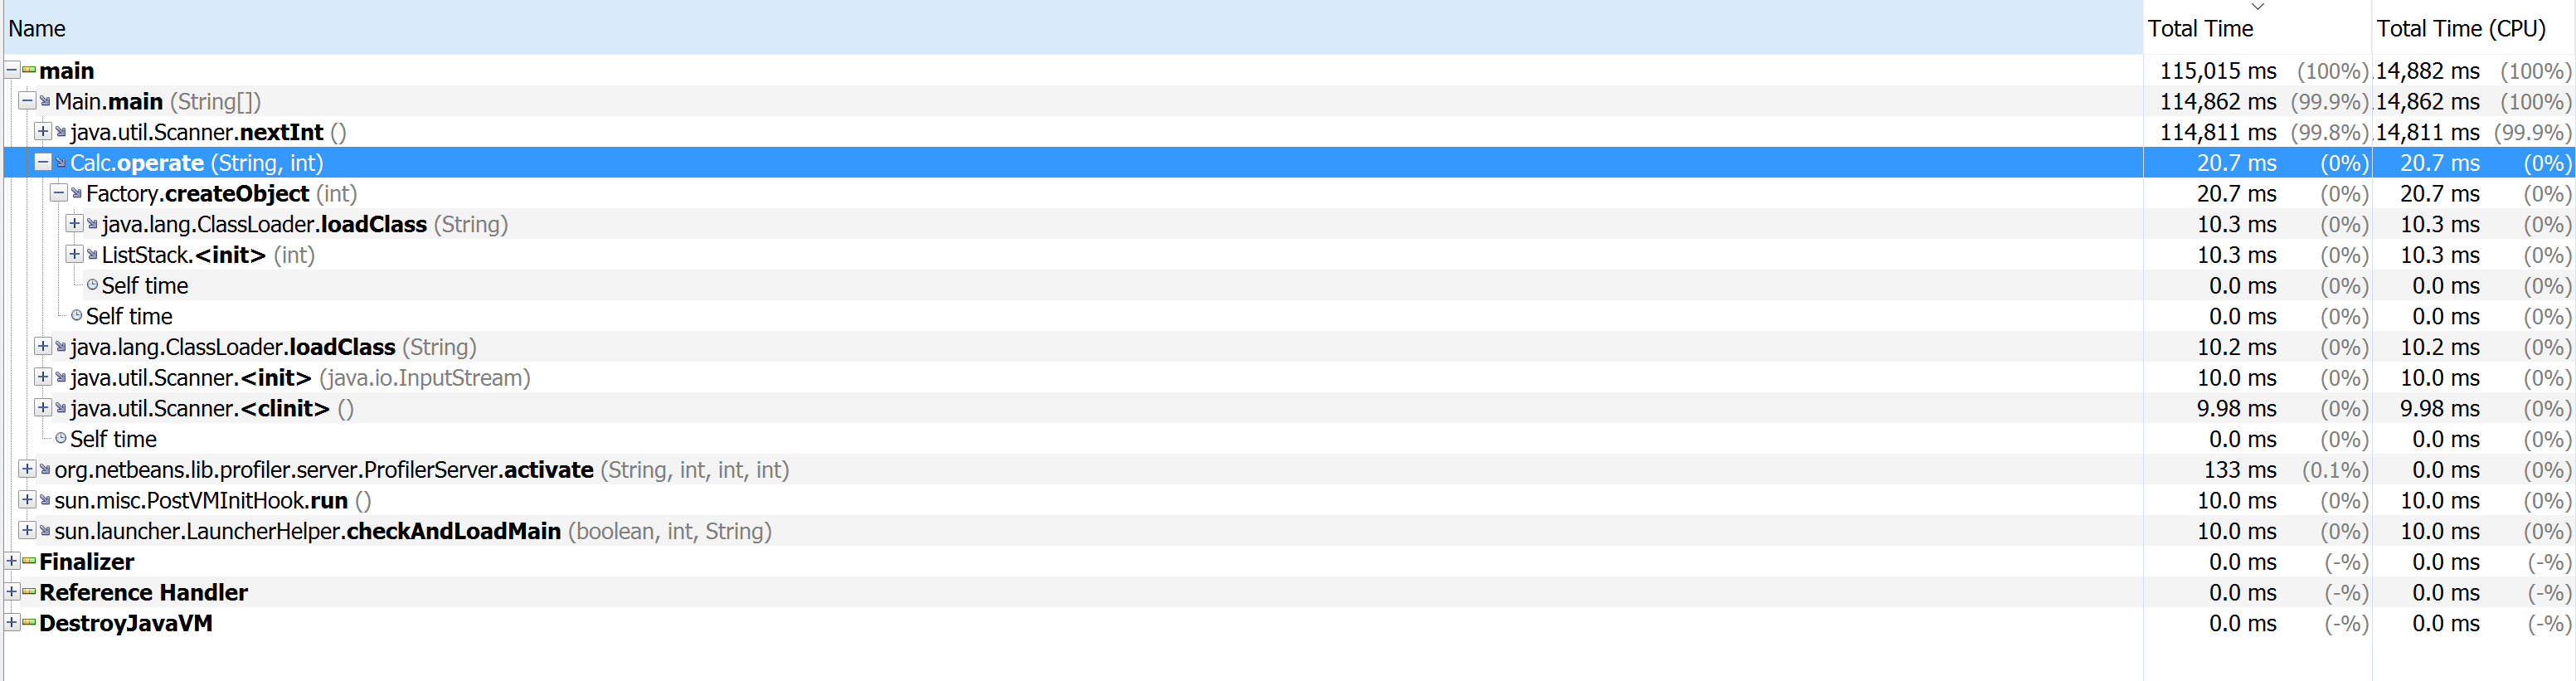 Name Total Time Total Time (CPU)
main 115,015 ms (100%) 14,882 ms (100%)
Main.main (String[]) 114,862 ms (99.9%) 14,862 ms (100%)
java.util.Scanner.nextInt () 114,811 ms (99.8%) 14,811 ms (99.9%)
Calc.operate (String, int) 20.7 ms (0%) 20.7 ms (0%)
Factory.createObject (int) 20.7 ms (0%) 20.7 ms (0%)
java.lang.ClassLoader.loadClass (String) 10.3 ms (0%) 10.3 ms (0%)
ListStack.<init> (int) 10.3 ms (0%) 10.3 ms (0%)
Self time 0.0 ms (0%) 0.0 ms (0%)
Self time 0.0 ms (0%) 0.0 ms (0%)
java.lang.ClassLoader.loadClass (String) 10.2 ms (0%) 10.2 ms (0%)
java.util.Scanner.<init> (java.io.InputStream) 10.0 ms (0%) 10.0 ms (0%)
java.util.Scanner.<clinit> () 9.98 ms (0%) 9.98 ms (0%)
Self time 0.0 ms (0%) 0.0 ms (0%)
org.netbeans.lib.profiler.server.ProfilerServer.activate (String, int, int, int) 133 ms (0.1%) 0.0 ms (0%)
sun.misc.PostVMInitHook.run () 10.0 ms (0%) 10.0 ms (0%)
sun.launcher.LauncherHelper.checkAndLoadMain (boolean, int, String) 10.0 ms (0%) 10.0 ms (0%)
Finalizer 0.0 ms (-%) 0.0 ms (-%)
Reference Handler 0.0 ms (-%) 0.0 ms (-%)
DestroyJavaVM 0.0 ms (-%) 0.0 ms (-%)